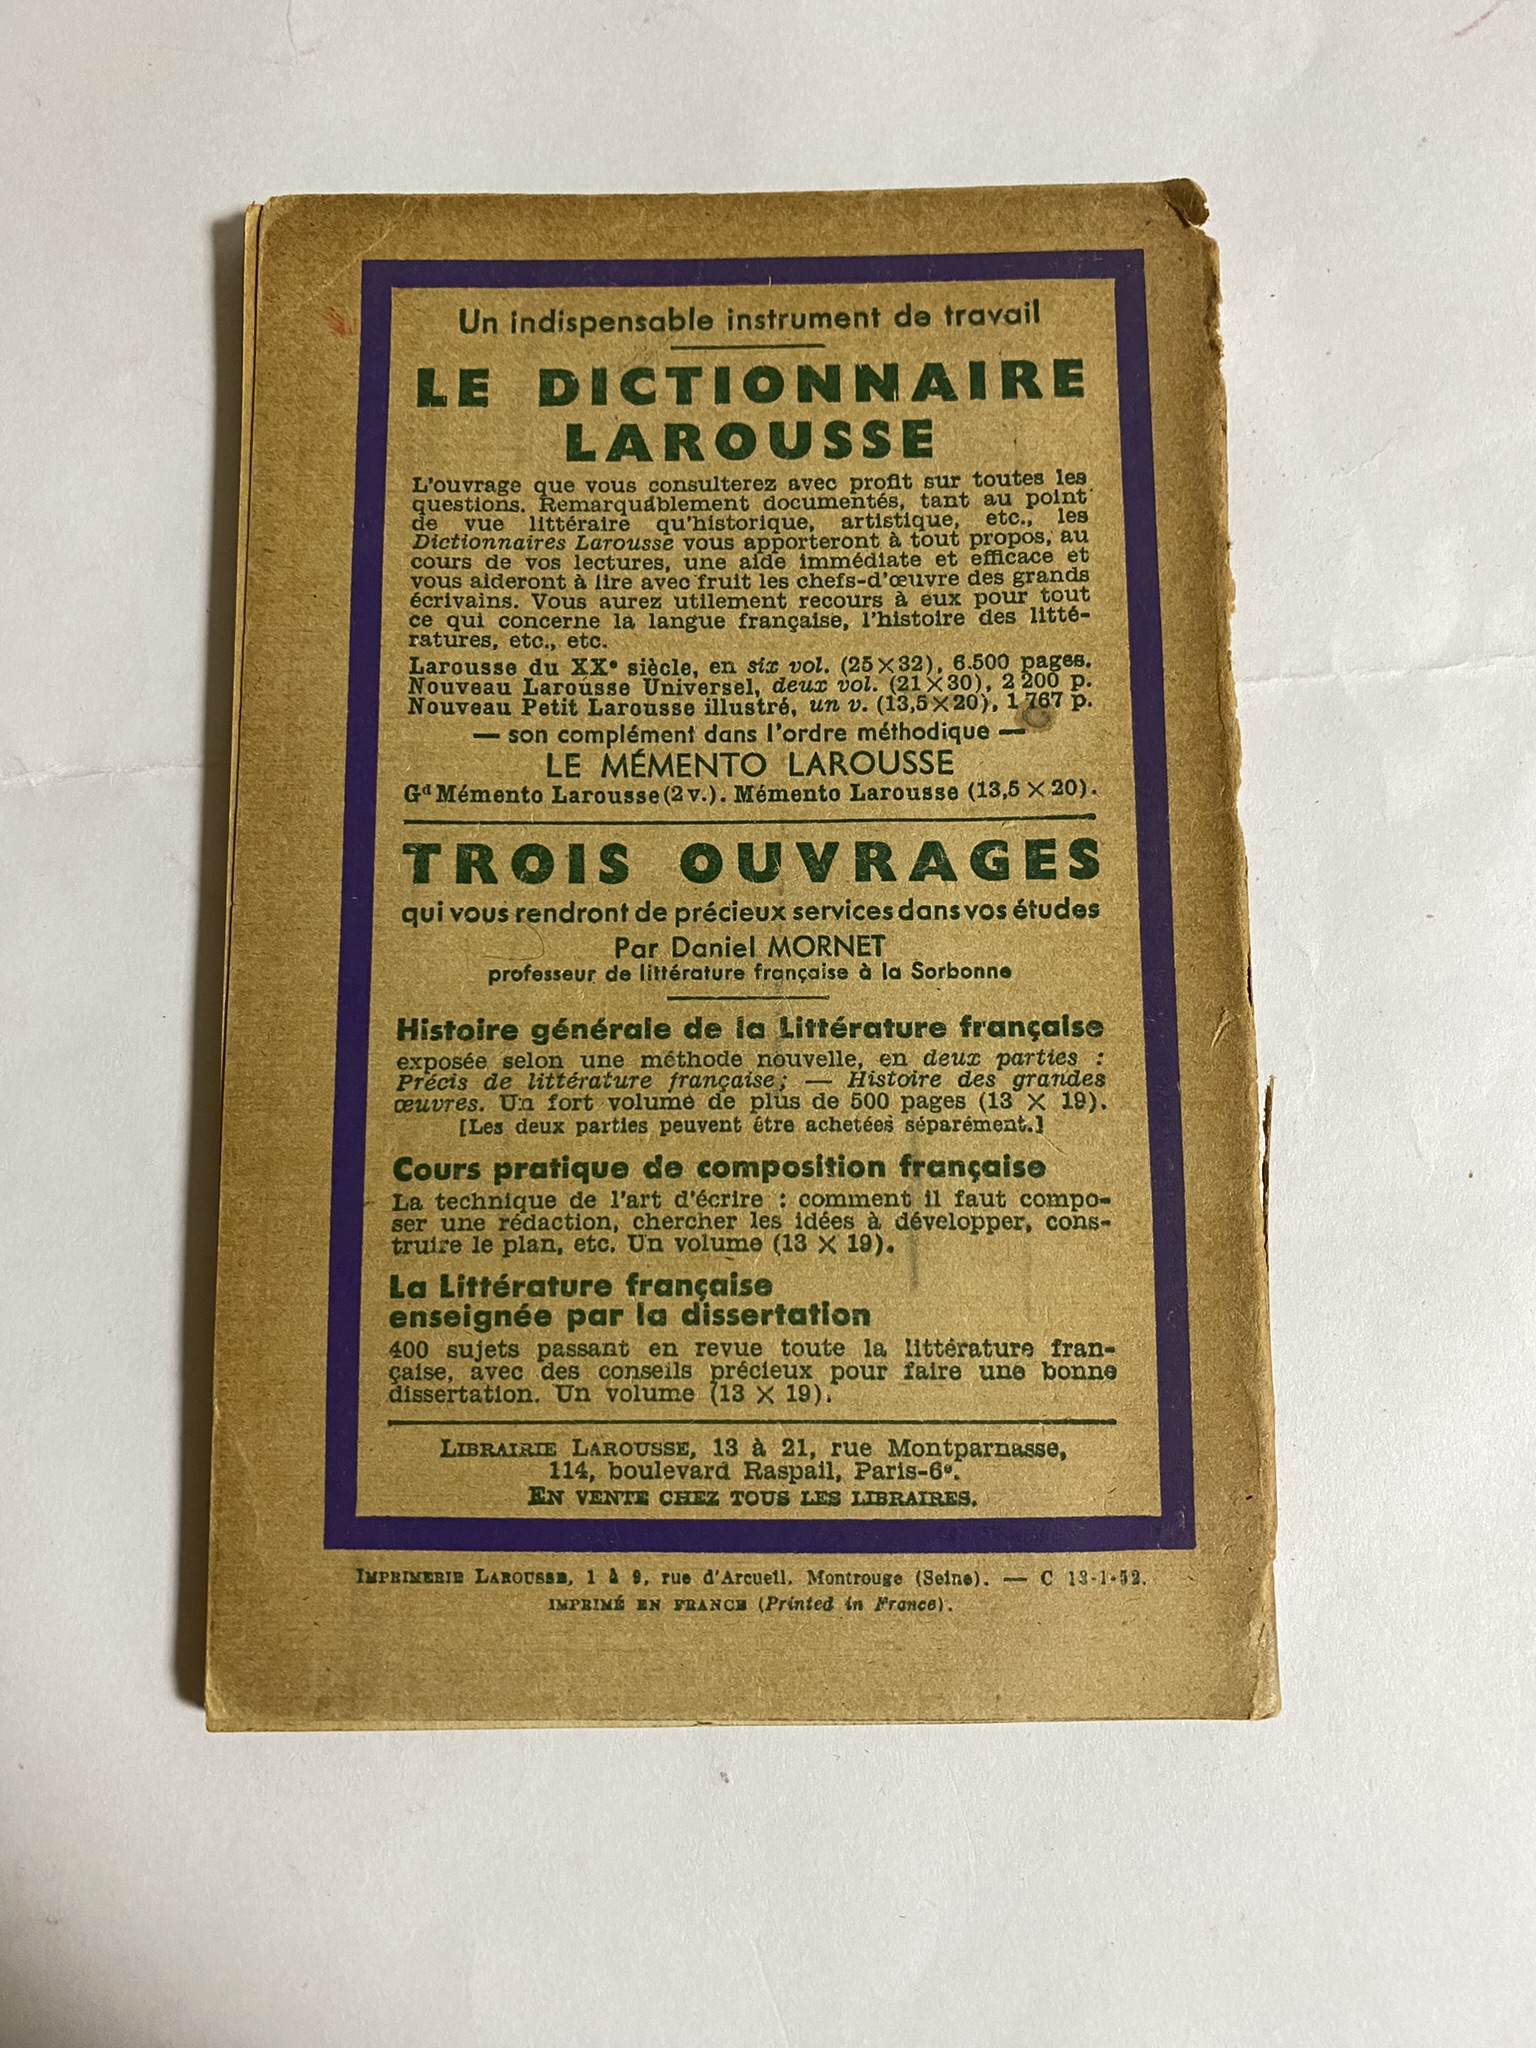 Un indispensable instrument de travail
LE DICTIONNAIRE
LAROUSSE
L'ouvrage que vous consulterez avec profit sur toutes les
questions. Remarquablement documentés, tant au point
de vue littéraire qu'historique, artistique, etc., les
Dictionnaires Larousse vous apporteront à tout propos, au
cours de vos lectures, une aide immédiate et efficace et
vous aideront à lire avec fruit les chefs-d'œuvre des grands
écrivains. Vous aurez utilement recours à eux pour tout
ce qui concerne la langue française, l'histoire des litté-
ratures, etc., etc.
Larousse du XXe siècle, en six vol. (25×32), 6.500 pages.
Nouveau Larousse Universel, deux vol. (21×30), 2 200 p.
Nouveau Petit Larousse illustré, un v. (13,5×20), 1 767 p.
— son complément dans l'ordre méthodique —
LE MÉMENTO LAROUSSE
Gd Mémento Larousse (2 v.). Mémento Larousse (13,5 × 20).
TROIS OUVRAGES
qui vous rendront de précieux services dans vos études
Par Daniel MORNET
professeur de littérature française à la Sorbonne
Histoire générale de la Littérature française
exposée selon une méthode nouvelle, en deux parties :
Précis de littérature française; — Histoire des grandes
œuvres. Un fort volume de plus de 500 pages (13 × 19).
[Les deux parties peuvent être achetées séparément.]
Cours pratique de composition française
La technique de l'art d'écrire : comment il faut compo-
ser une rédaction, chercher les idées à développer, cons-
truire le plan, etc. Un volume (13 × 19).
La Littérature française
enseignée par la dissertation
400 sujets passant en revue toute la littérature fran-
çaise, avec des conseils précieux pour faire une bonne
dissertation. Un volume (13 × 19).
LIBRAIRIE LAROUSSE, 13 à 21, rue Montparnasse,
114, boulevard Raspail, Paris-6e.
EN VENTE CHEZ TOUS LES LIBRAIRES.
IMPRIMERIE LAROUSSE, 1 à 9, rue d'Arcueil, Montrouge (Seine). — C 13-1-52.
IMPRIMÉ EN FRANCE (Printed in France).